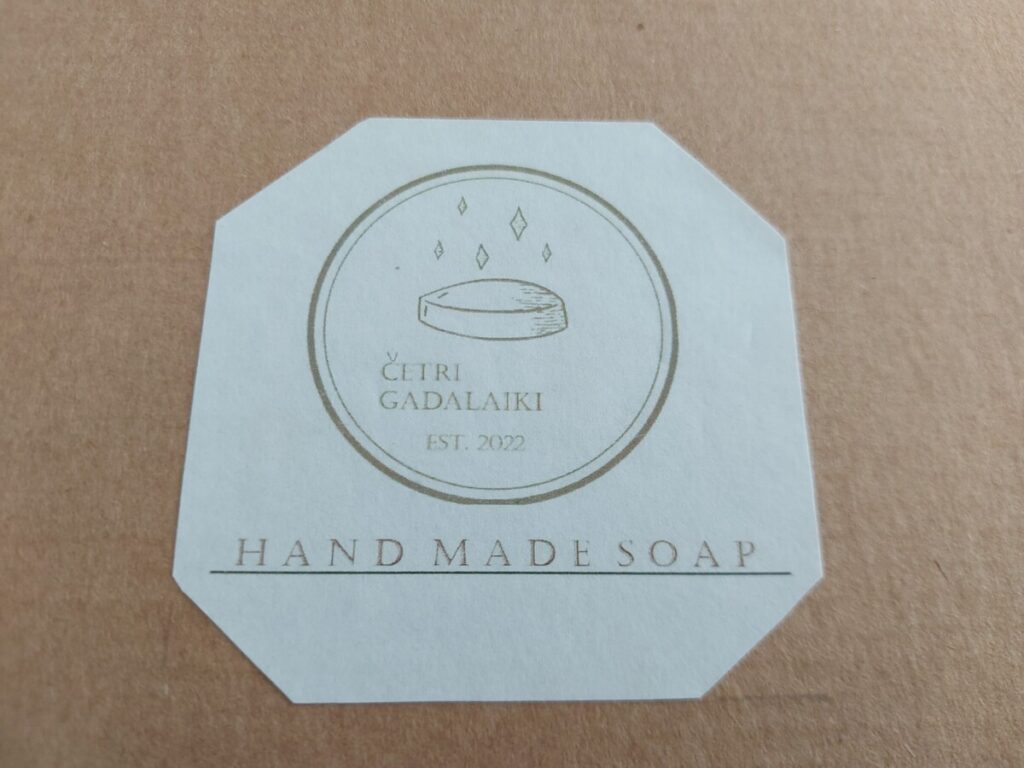 ČETRI
GADALAIKI
EST. 2022
HAND MADE SOAP